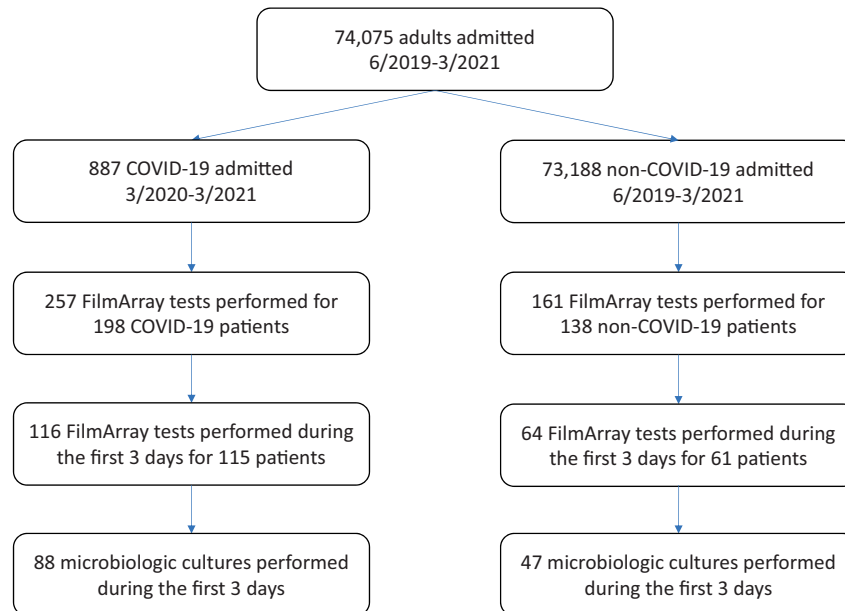 74,075 adults admitted
6/2019-3/2021
887 COVID-19 admitted
3/2020-3/2021
73,188 non-COVID-19 admitted
6/2019-3/2021
257 FilmArray tests performed for
198 COVID-19 patients
161 FilmArray tests performed for
138 non-COVID-19 patients
116 FilmArray tests performed during
the first 3 days for 115 patients
64 FilmArray tests performed during
the first 3 days for 61 patients
88 microbiologic cultures performed
during the first 3 days
47 microbiologic cultures performed
during the first 3 days